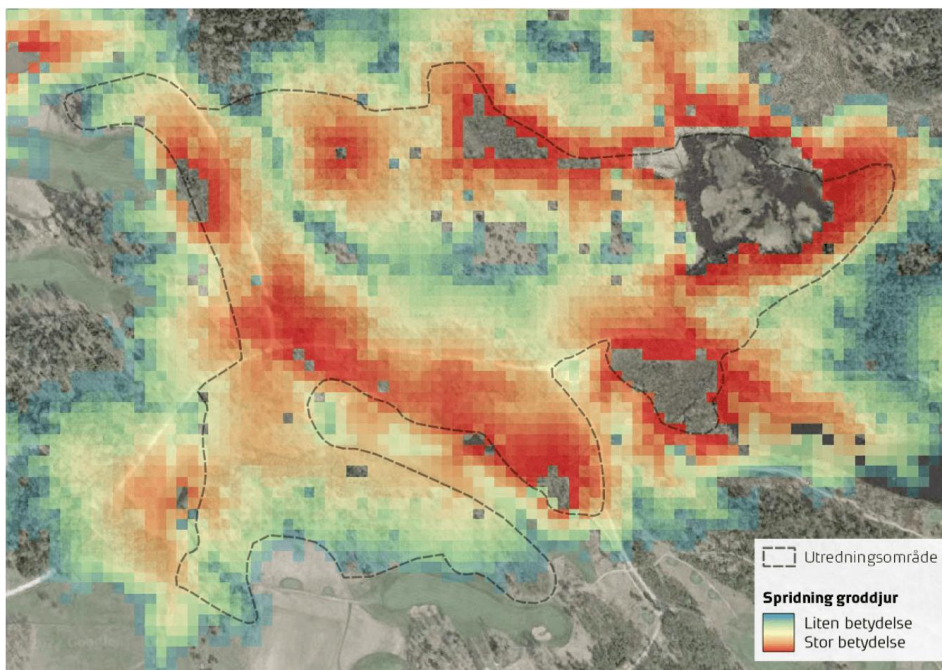 Utredningsområde
Spridning groddjur
Liten betydelse
Stor betydelse